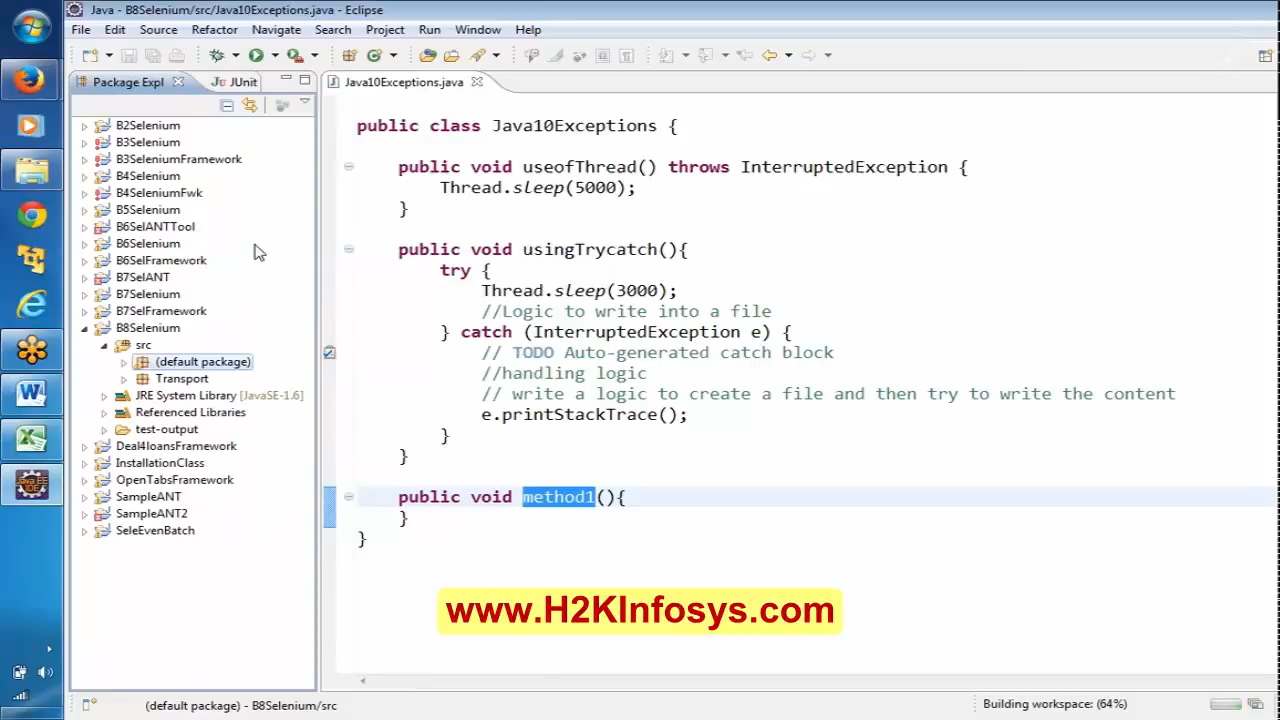 Java - B8Selenium/src/Java10Exceptions.java - Eclipse
File Edit Source Refactor Navigate Search Project Run Window Help
Package Expl
JUnit
Java10Exceptions.java
B2Selenium
B3Selenium
B3SeleniumFramework
B4Selenium
B4SeleniumFwk
B5Selenium
B6SelANTTool
B6Selenium
B6SelFramework
B7SelANT
B7Selenium
B7SelFramework
B8Selenium
src
(default package)
Transport
JRE System Library [JavaSE-1.6]
Referenced Libraries
test-output
Deal4loansFramework
InstallationClass
OpenTabsFramework
SampleANT
SampleANT2
SeleEvenBatch
public class Java10Exceptions {
public void useofThread() throws InterruptedException {
Thread.sleep(5000);
}
public void usingTrycatch(){
try {
Thread.sleep(3000);
//Logic to write into a file
} catch (InterruptedException e) {
// TODO Auto-generated catch block
//handling logic
// write a logic to create a file and then try to write the content
e.printStackTrace();
}
}
public void method1(){
}
}
www.H2KInfosys.com
(default package) - B8Selenium/src
Building workspace: (64%)